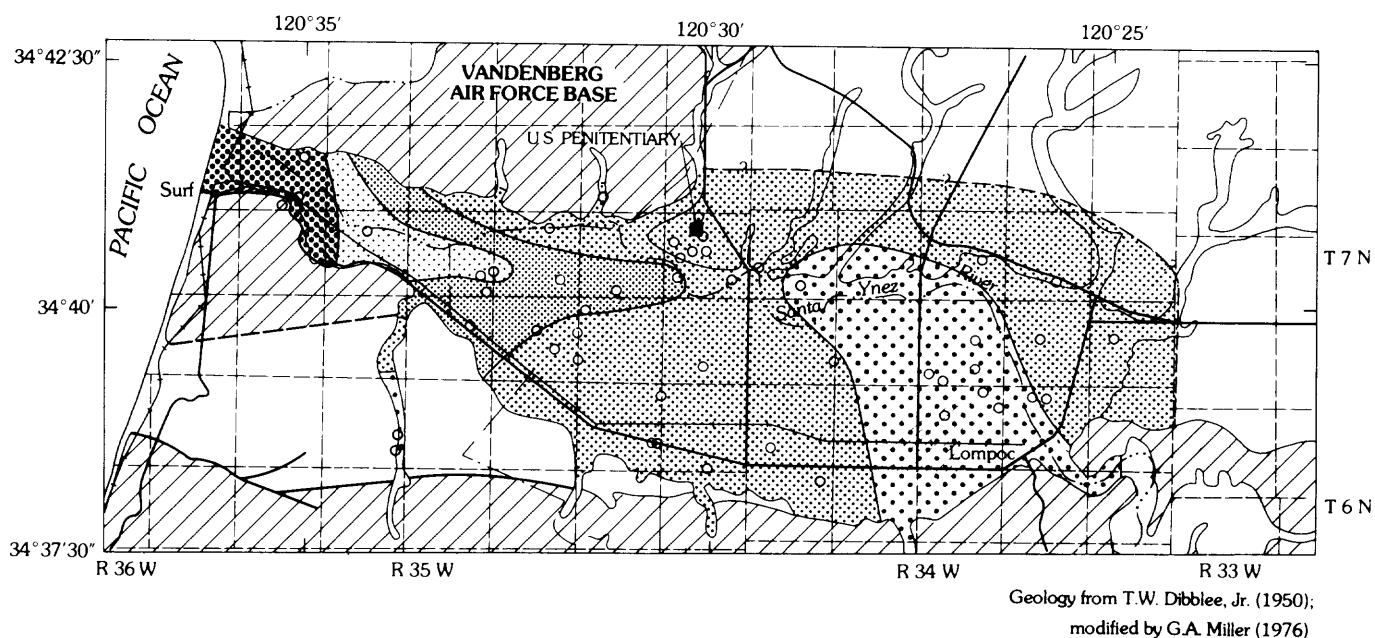 120°35' 120°30' 120°25'
34°42'30"
PACIFIC OCEAN
VANDENBERG
AIR FORCE BASE
U S PENITENTIARY
?
Surf
?
T 7 N
?
River
Ynez
Santa
34°40'
Lompoc
T 6 N
34°37'30"
R 36 W R 35 W R 34 W R 33 W
Geology from T.W. Dibblee, Jr. (1950);
modified by G.A. Miller (1976)